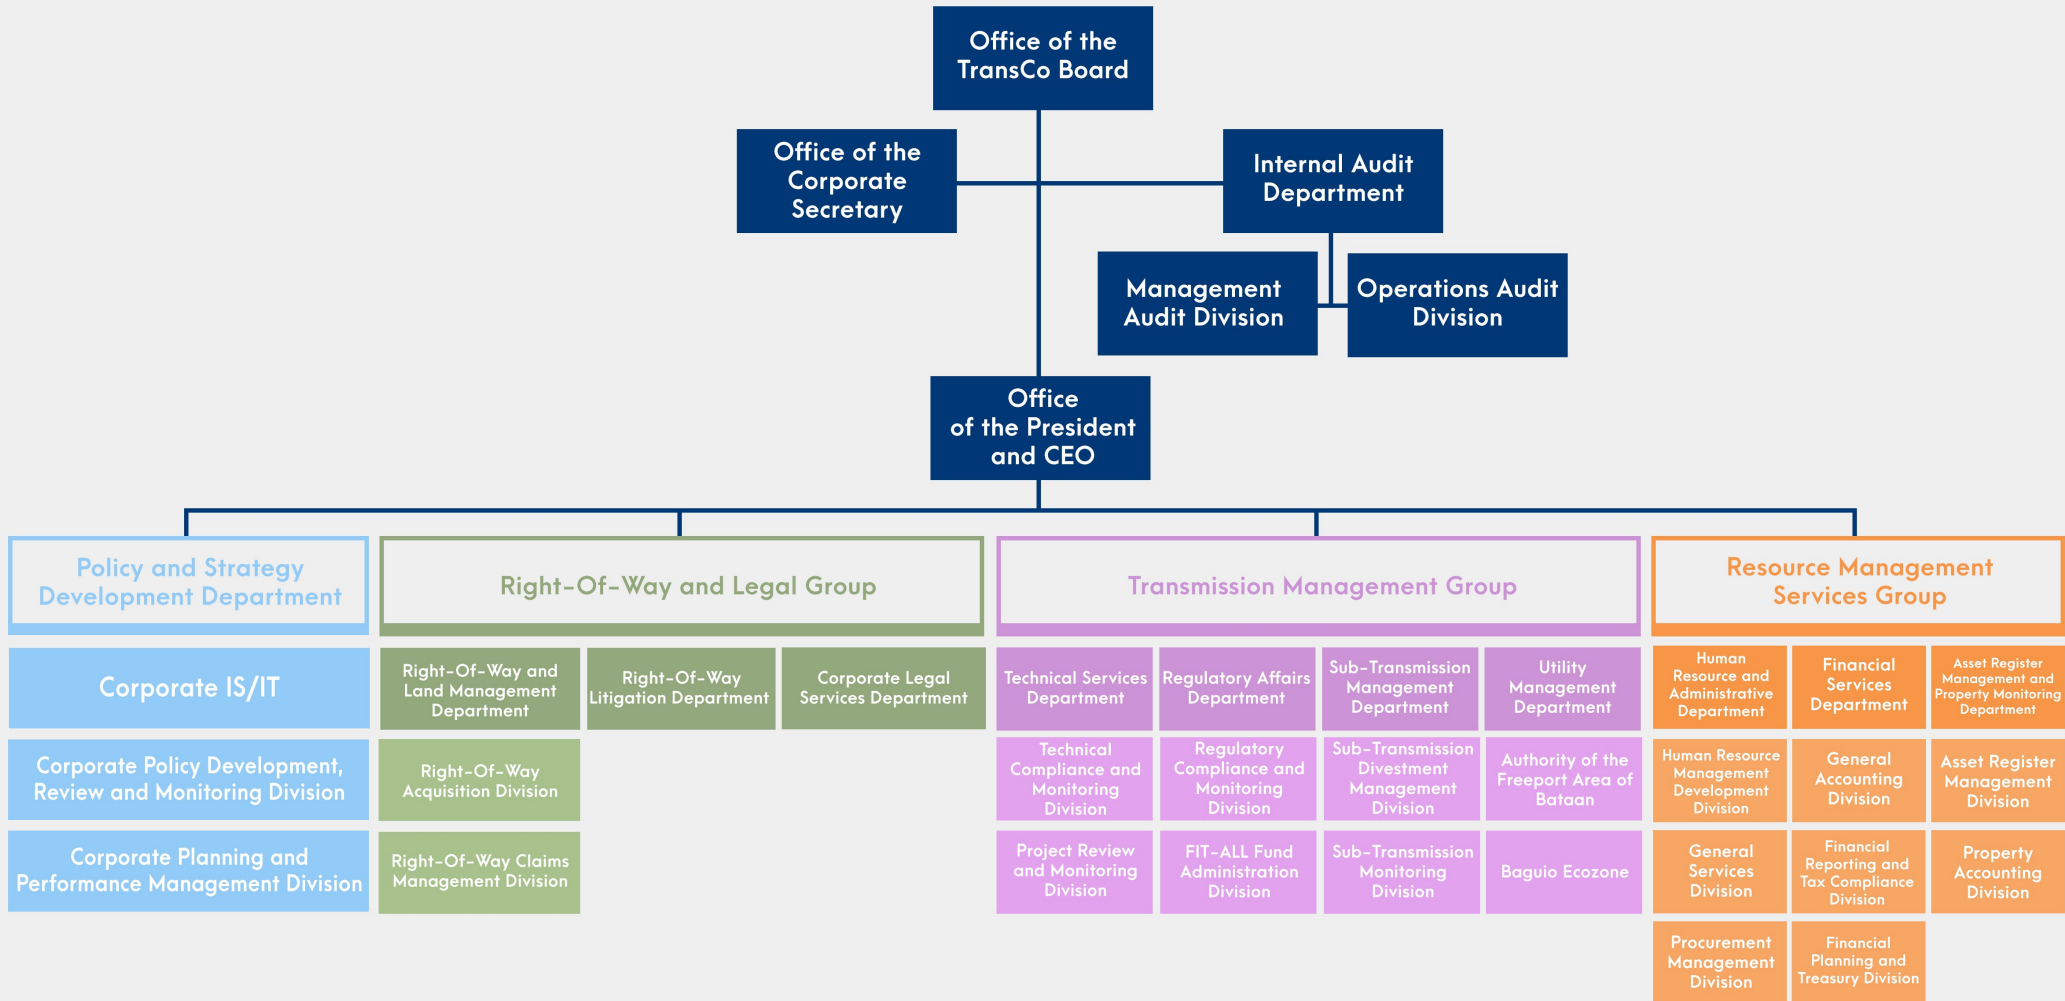 Office of the
TransCo Board
Office of the
Corporate
Secretary
Internal Audit
Department
Management
Audit Division
Operations Audit
Division
Office
of the President
and CEO
Policy and Strategy
Development Department
Right-Of-Way and Legal Group
Transmission Management Group
Resource Management
Services Group
Corporate IS/IT
Right-Of-Way and
Land Management
Department
Right-Of-Way
Litigation Department
Corporate Legal
Services Department
Technical Services
Department
Regulatory Affairs
Department
Sub-Transmission
Management
Department
Utility
Management
Department
Human
Resource and
Administrative
Department
Financial
Services
Department
Asset Register
Management and
Property Monitoring
Department
Corporate Policy Development,
Review and Monitoring Division
Right-Of-Way
Acquisition Division
Technical
Compliance and
Monitoring
Division
Regulatory
Compliance and
Monitoring
Division
Sub-Transmission
Divestment
Management
Division
Authority of the
Freeport Area of
Bataan
Human Resource
Management
Development
Division
General
Accounting
Division
Asset Register
Management
Division
Corporate Planning and
Performance Management Division
Right-Of-Way Claims
Management Division
Project Review
and Monitoring
Division
FIT-ALL Fund
Administration
Division
Sub-Transmission
Monitoring
Division
Baguio Ecozone
General
Services
Division
Financial
Reporting and
Tax Compliance
Division
Property
Accounting
Division
Procurement
Management
Division
Financial
Planning and
Treasury Division